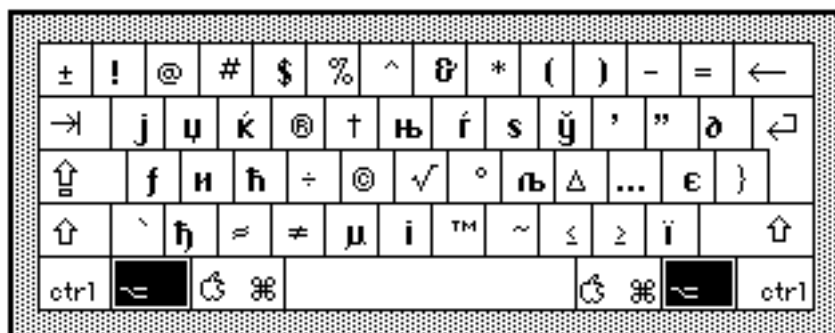 ± ! @ # $ % ^ & * ( ) – = ←
→| j џ ќ ® † њ ѓ s ў ’ ” ∂ ⏎
⇪ f и ћ ÷ © √ ° љ ∆ … є }
⇧ ` ђ ≈ ≠ µ i ™ ~ ≤ ≥ ї ⇧
ctrl ⌥ ⌘ ⌘ ⌥ ctrl